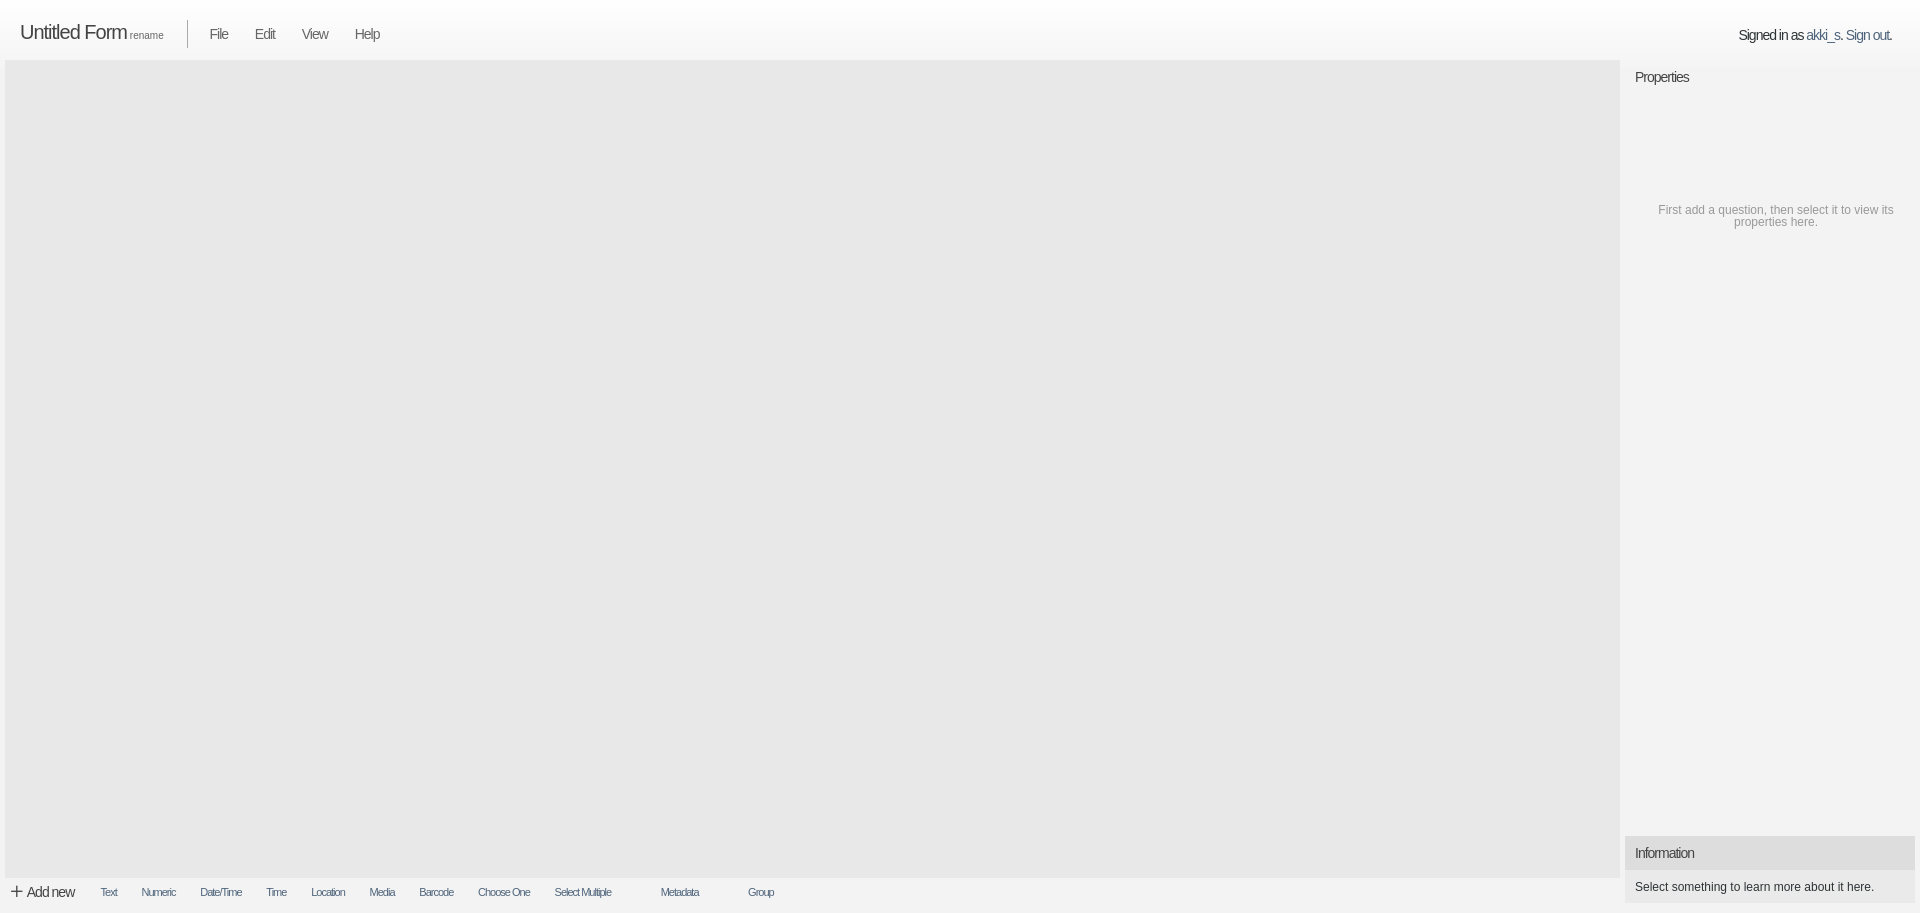 Untitled Form rename File Edit View Help Signed in as akki_s. Sign out.
Properties
First add a question, then select it to view its
properties here.
Information
Select something to learn more about it here.
+ Add new Text Numeric Date/Time Time Location Media Barcode Choose One Select Multiple Metadata Group